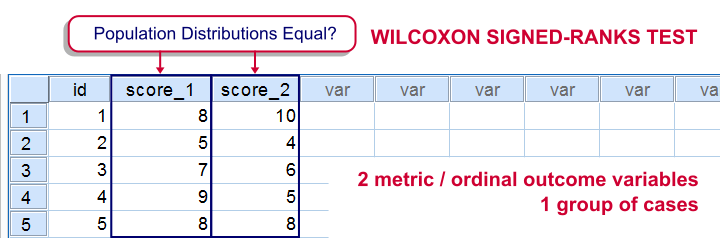 Population Distributions Equal?
WILCOXON SIGNED-RANKS TEST
id score_1 score_2 var var var var var va
1 1 8 10
2 2 5 4
3 3 7 6
4 4 9 5
5 5 8 8
2 metric / ordinal outcome variables
1 group of cases